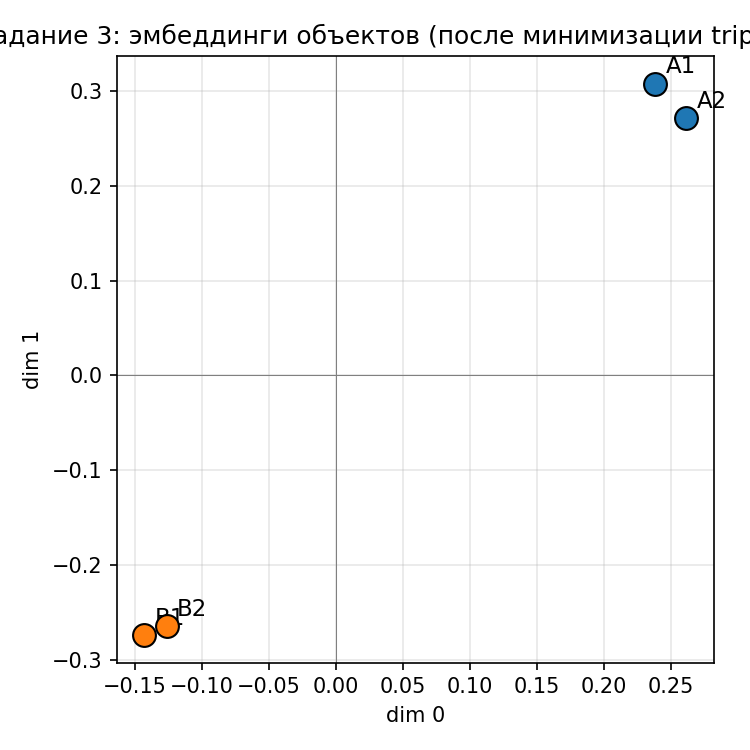 адание 3: эмбеддинги объектов (после минимизации trip
A1
A2
0.3
0.2
0.1
0.0
−0.1
−0.2
−0.3
dim 1
B1
B2
−0.15 −0.10 −0.05 0.00 0.05 0.10 0.15 0.20 0.25
dim 0